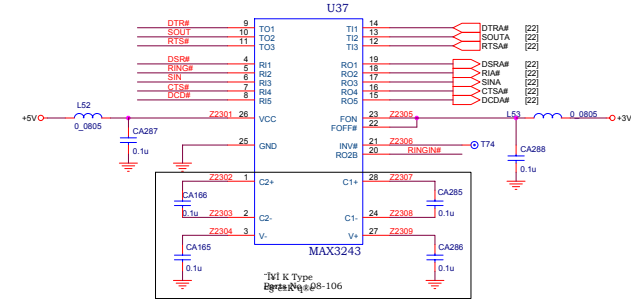 U37
DTR# 9 TO1 TI1 14 DTRA# [22]
SOUT 10 TO2 TI2 13 SOUTA [22]
RTS# 11 TO3 TI3 12 RTSA# [22]
DSR# 4 RI1 RO1 19 DSRA# [22]
RING# 5 RI2 RO2 18 RIA# [22]
SIN 6 RI3 RO3 17 SINA [22]
CTS# 7 RI4 RO4 16 CTSA# [22]
DCD# 8 RI5 RO5 15 DCDA# [22]
L52 L53
+5V 0_0805 Z2301 26 VCC FON 23 Z2305 0_0805 +3V
FOFF# 22
CA287
0.1u
25 GND INV# 21 Z2306 T74
RO2B 20 RINGIN#
CA288
0.1u
Z2302 1 C2+ C1+ 28 Z2307
CA166 CA285
0.1u 0.1u
Z2303 2 C2- C1- 24 Z2308
Z2304 3 V- V+ 27 Z2309
CA165 CA286
0.1u 0.1u
MAX3243
K Type
08-106